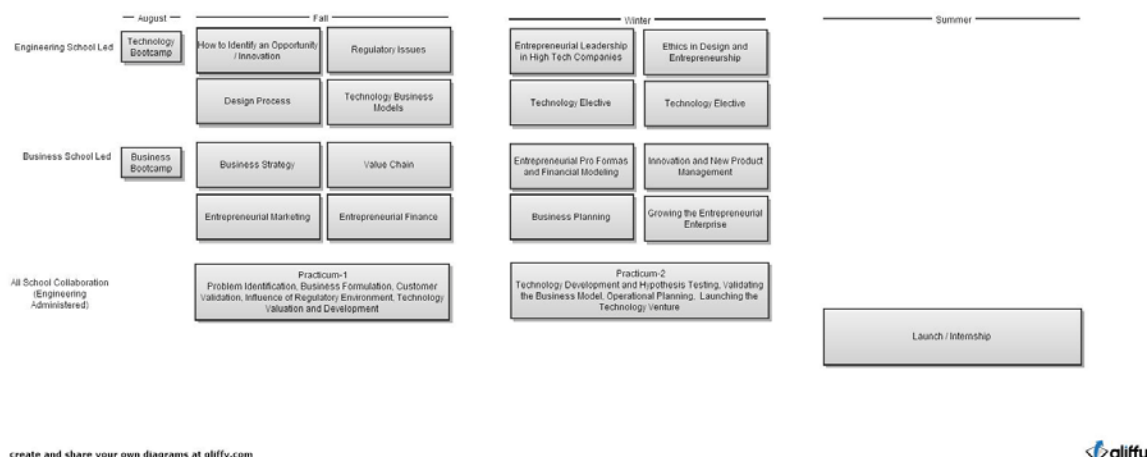 August
Fall
Winter
Summer
Engineering School Led
Technology
Bootcamp
How to Identify an Opportunity
/ Innovation
Regulatory Issues
Entrepreneurial Leadership
in High Tech Companies
Ethics in Design and
Entrepreneurship
Design Process
Technology Business
Models
Technology Elective
Technology Elective
Business School Led
Business
Bootcamp
Business Strategy
Value Chain
Entrepreneurial Pro Formas
and Financial Modeling
Innovation and New Product
Management
Entrepreneurial Marketing
Entrepreneurial Finance
Business Planning
Growing the Entrepreneurial
Enterprise
All School Collaboration
(Engineering
Administered)
Practicum-1
Problem Identification, Business Formulation, Customer
Validation, Influence of Regulatory Environment, Technology
Valuation and Development
Practicum-2
Technology Development and Hypothesis Testing, Validating
the Business Model, Operational Planning, Launching the
Technology Venture
Launch / Internship
create and share your own diagrams at gliffy.com
gliffy